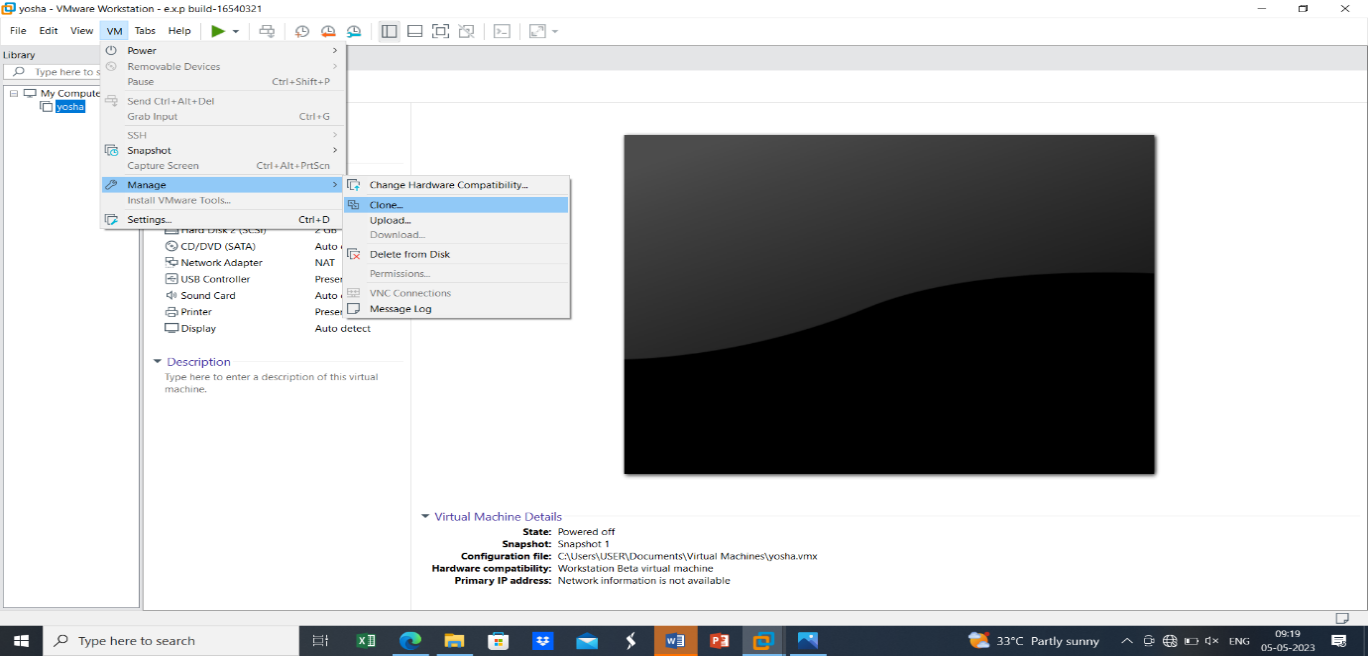 yosha - VMware Workstation - e.x.p build-16540321
File Edit View VM Tabs Help
Library
Type here to s
My Compute
yosha
Power
Removable Devices
Pause Ctrl+Shift+P
Send Ctrl+Alt+Del
Grab Input Ctrl+G
SSH
Snapshot
Capture Screen Ctrl+Alt+PrtScn
Manage
Install VMware Tools...
Settings... Ctrl+D
Change Hardware Compatibility...
Clone...
Upload...
Download...
Delete from Disk
Permissions...
VNC Connections
Message Log
Hard Disk 2 (SCSI) 2 GB
CD/DVD (SATA) Auto
Network Adapter NAT
USB Controller Preser
Sound Card Auto
Printer Preser
Display Auto detect
Description
Type here to enter a description of this virtual
machine.
Virtual Machine Details
State: Powered off
Snapshot: Snapshot 1
Configuration file: C:\Users\USER\Documents\Virtual Machines\yosha.vmx
Hardware compatibility: Workstation Beta virtual machine
Primary IP address: Network information is not available
Type here to search
33°C Partly sunny
ENG
09:19
05-05-2023